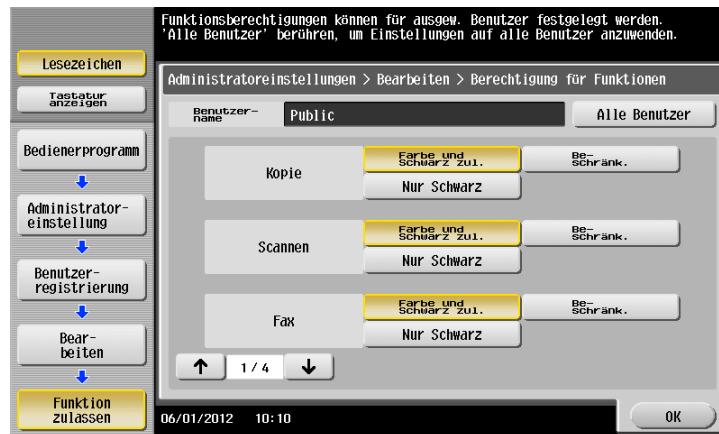 Funktionsberechtigungen können für ausgew. Benutzer festgelegt werden.
'Alle Benutzer' berühren, um Einstellungen auf alle Benutzer anzuwenden.
Lesezeichen
Tastatur
anzeigen
Bedienerprogramm
Administrator-
einstellung
Benutzer-
registrierung
Bear-
beiten
Funktion
zulassen
Administratoreinstellungen > Bearbeiten > Berechtigung für Funktionen
Benutzer-
name
Public
Alle Benutzer
Kopie
Farbe und
Schwarz zul.
Be-
schränk.
Nur Schwarz
Scannen
Farbe und
Schwarz zul.
Be-
schränk.
Nur Schwarz
Fax
Farbe und
Schwarz zul.
Be-
schränk.
Nur Schwarz
↑ 1/4 ↓
06/01/2012 10:10
OK